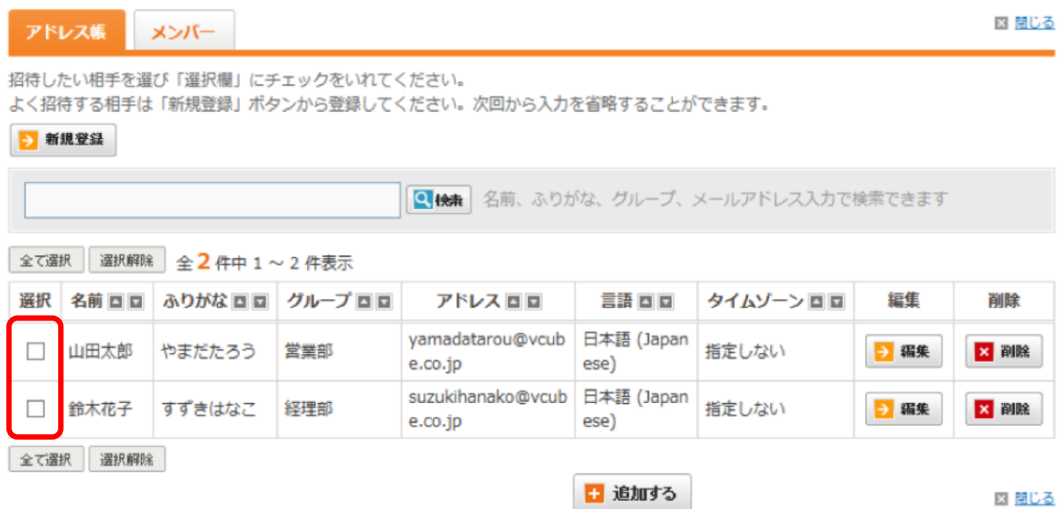 アドレス帳 メンバー 閉じる
招待したい相手を選び「選択欄」にチェックをいれてください。
よく招待する相手は「新規登録」ボタンから登録してください。次回から入力を省略することができます。
新規登録
検索 名前、ふりがな、グループ、メールアドレス入力で検索できます
全て選択 選択解除 全 2 件中 1 ~ 2 件表示
選択 名前 ふりがな グループ アドレス 言語 タイムゾーン 編集 削除
山田太郎 やまだたろう 営業部 yamadatarou@vcub 日本語 (Japan 指定しない 編集 削除
e.co.jp ese)
鈴木花子 すずきはなこ 経理部 suzukihanako@vcub 日本語 (Japan 指定しない 編集 削除
e.co.jp ese)
全て選択 選択解除
追加する 閉じる